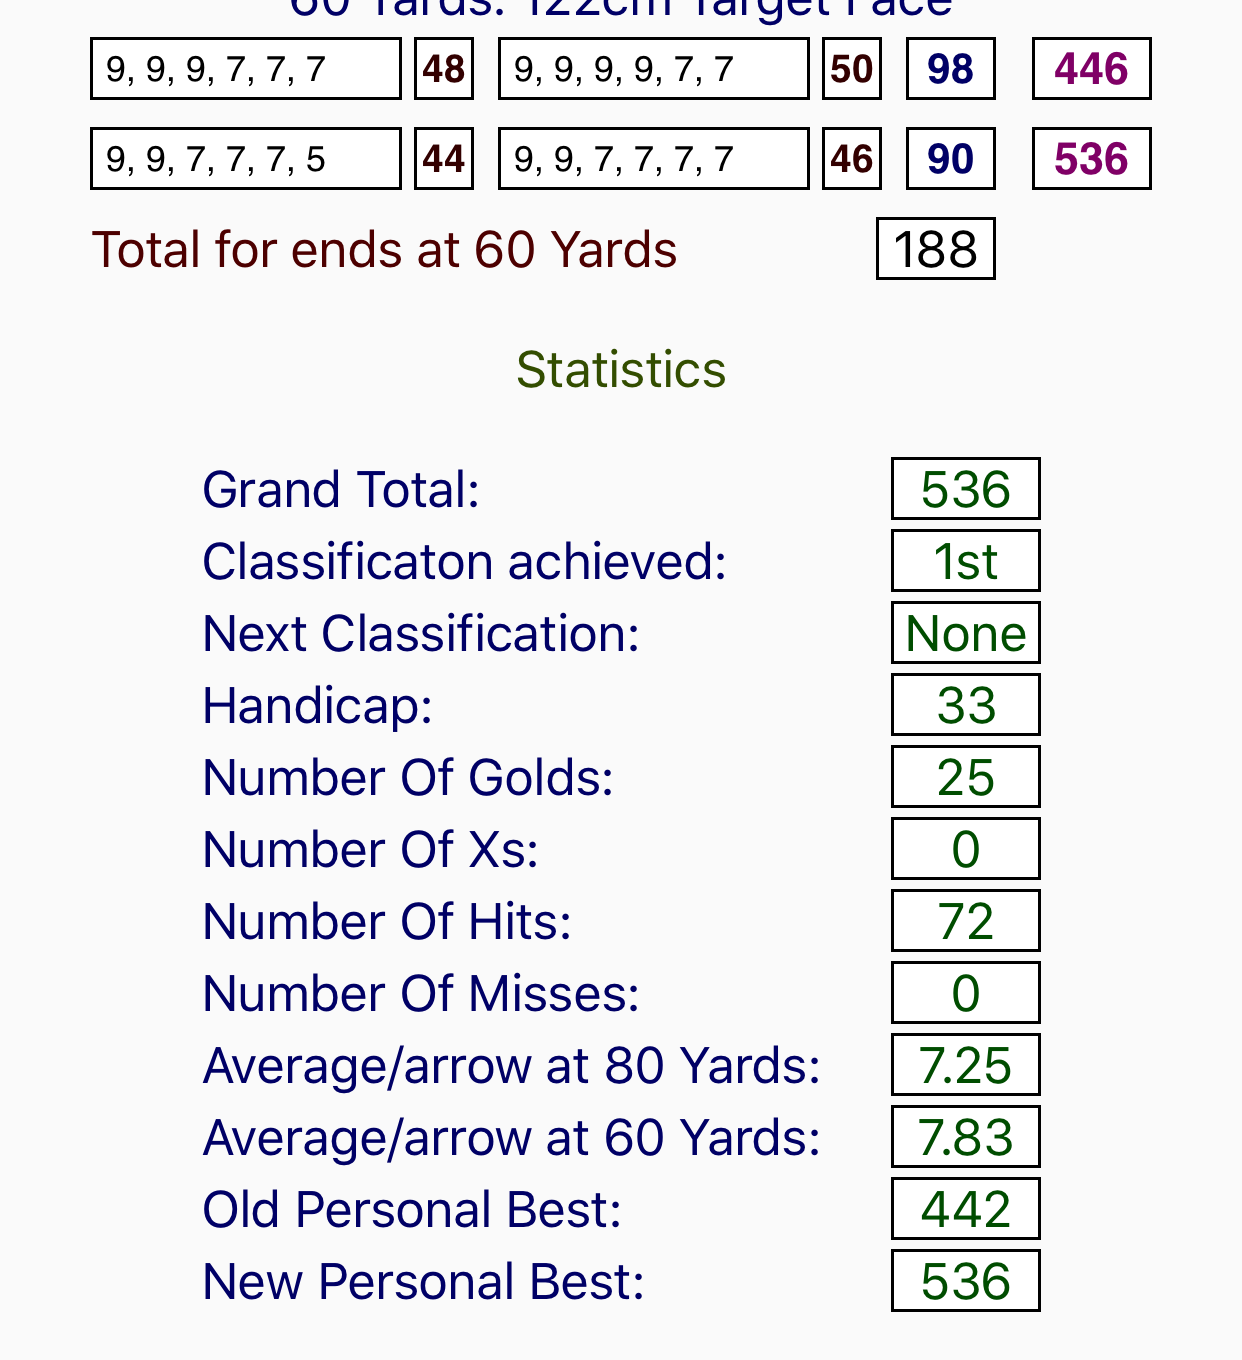 60 Yards: 122cm Target Face
9, 9, 9, 7, 7, 7 48 9, 9, 9, 9, 7, 7 50 98 446
9, 9, 7, 7, 7, 5 44 9, 9, 7, 7, 7, 7 46 90 536
Total for ends at 60 Yards 188
Statistics
Grand Total: 536
Classificaton achieved: 1st
Next Classification: None
Handicap: 33
Number Of Golds: 25
Number Of Xs: 0
Number Of Hits: 72
Number Of Misses: 0
Average/arrow at 80 Yards: 7.25
Average/arrow at 60 Yards: 7.83
Old Personal Best: 442
New Personal Best: 536